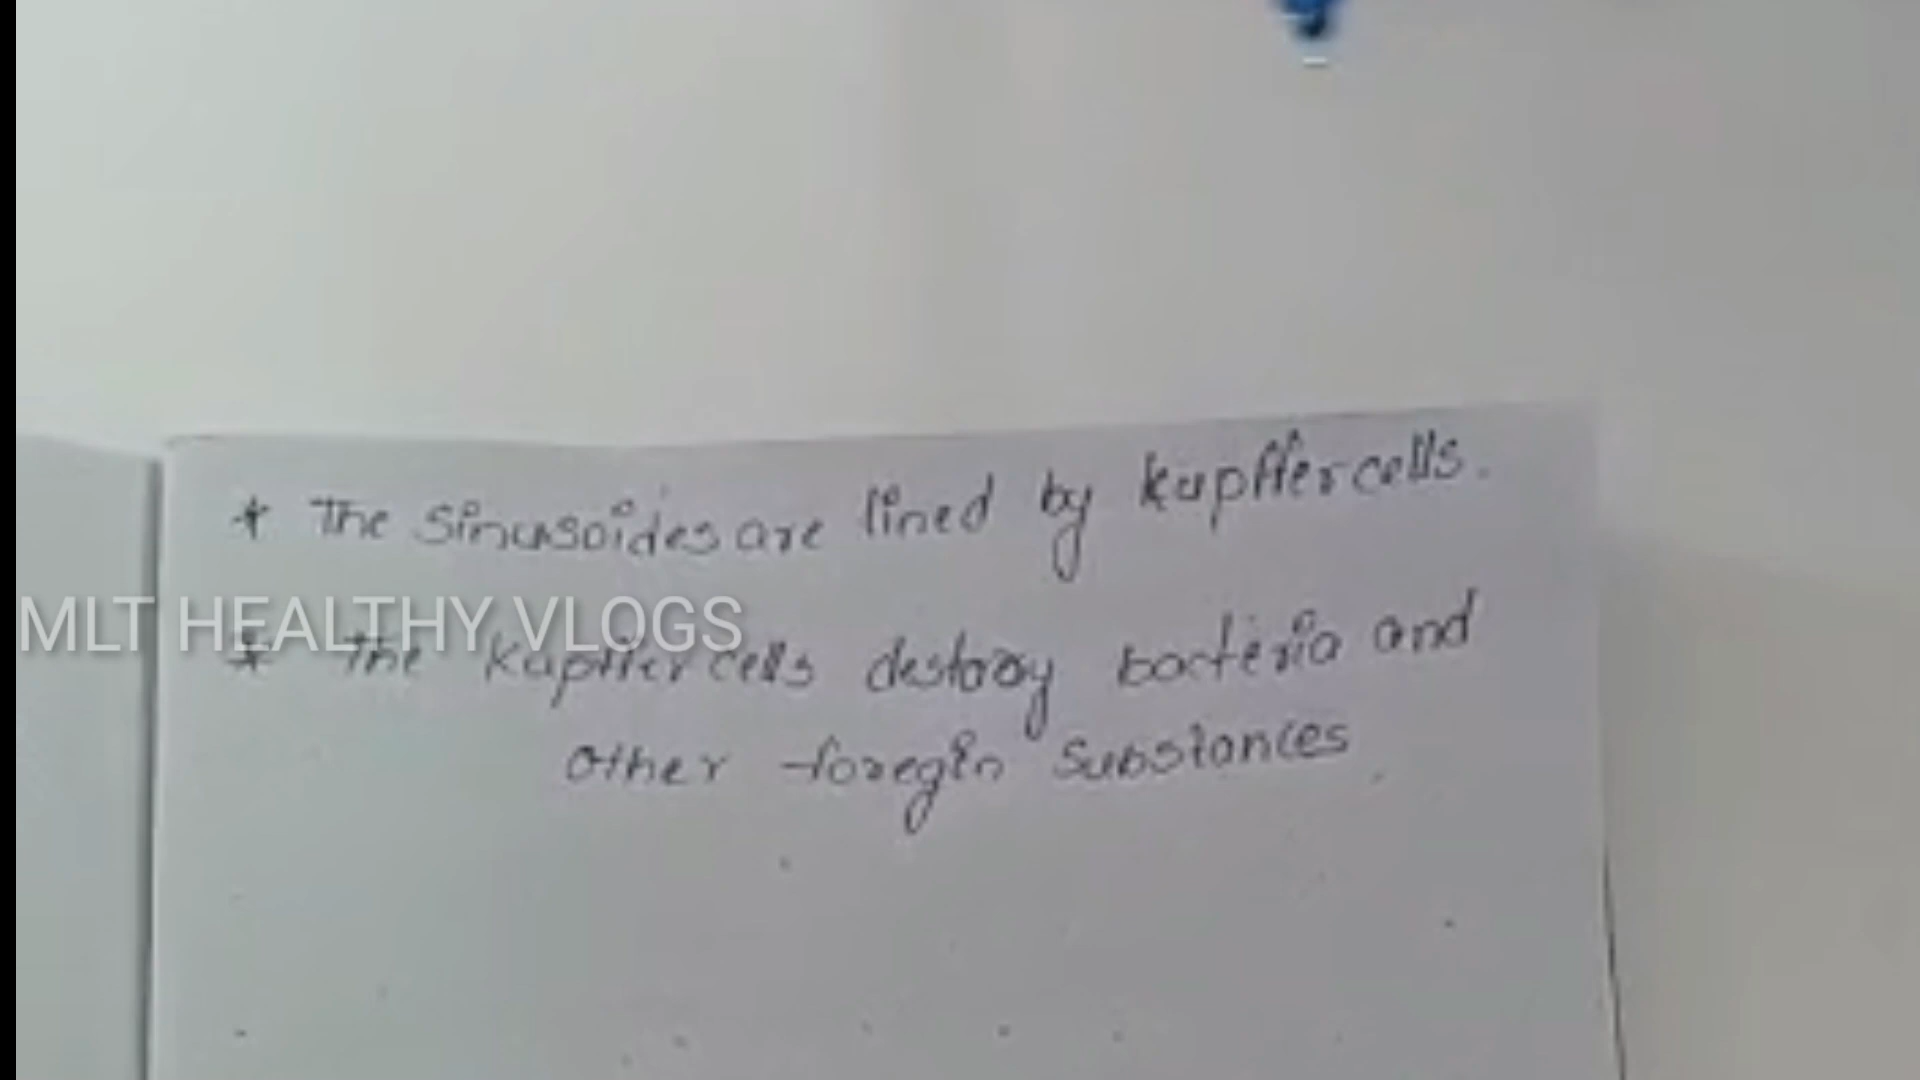 * The Sinusoides are lined by kupffer cells.
MLT HEALTHY VLOGS
* The Kupffer cells destroy bacteria and
other foregin Substances